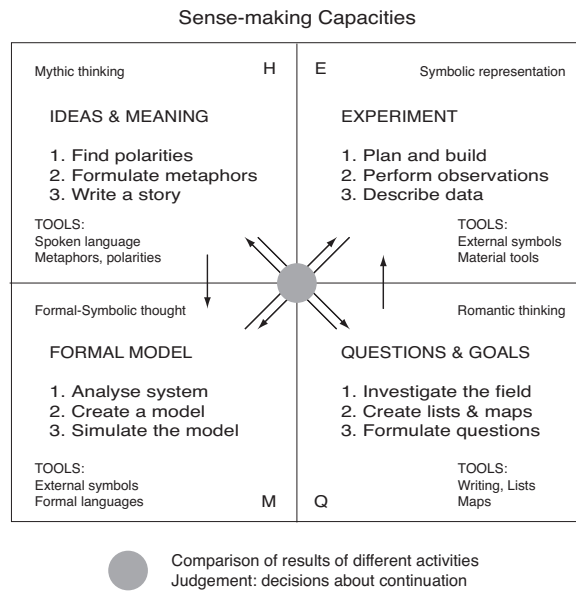 Sense-making Capacities
Mythic thinking
H
IDEAS & MEANING
1. Find polarities
2. Formulate metaphors
3. Write a story
TOOLS:
Spoken language
Metaphors, polarities
E
Symbolic representation
EXPERIMENT
1. Plan and build
2. Perform observations
3. Describe data
TOOLS:
External symbols
Material tools
Formal-Symbolic thought
FORMAL MODEL
1. Analyse system
2. Create a model
3. Simulate the model
TOOLS:
External symbols
Formal languages
M
Romantic thinking
QUESTIONS & GOALS
1. Investigate the field
2. Create lists & maps
3. Formulate questions
TOOLS:
Writing, Lists
Maps
Q
Comparison of results of different activities
Judgement: decisions about continuation